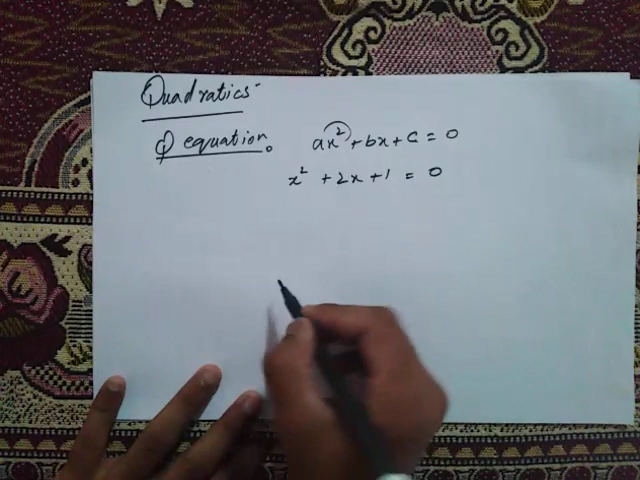 Quadratics-
Q equation. ax² + bx + c = 0
x² + 2x + 1 = 0